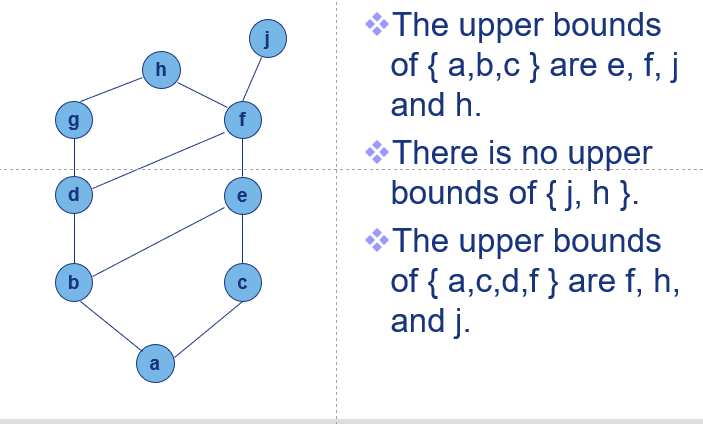 j
h
g
f
d
e
b
c
a
❖The upper bounds
of { a,b,c } are e, f, j
and h.
❖There is no upper
bounds of { j, h }.
❖The upper bounds
of { a,c,d,f } are f, h,
and j.